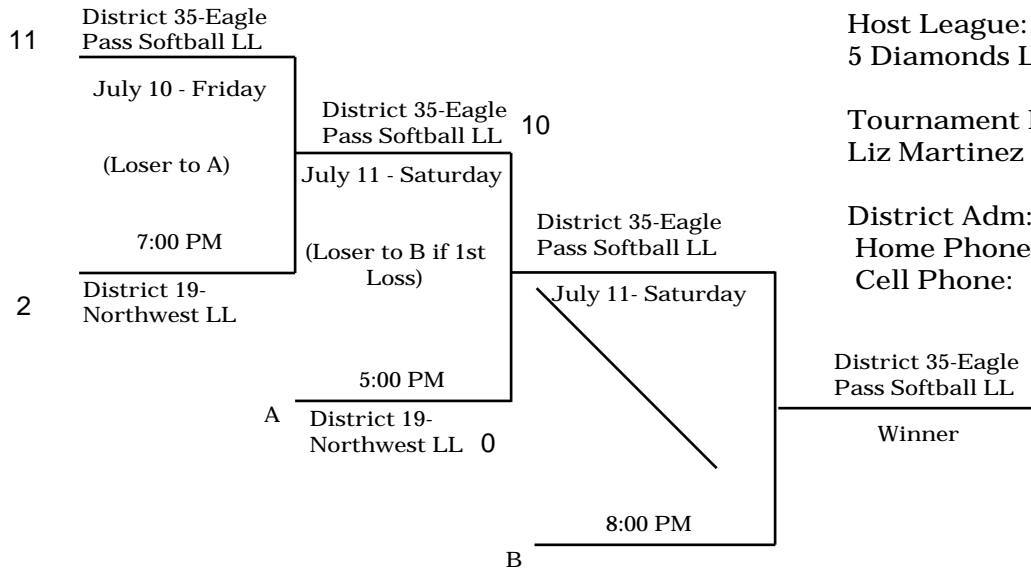 District 35-Eagle
Pass Softball LL
11
July 10 - Friday
(Loser to A)
7:00 PM
District 19-
Northwest LL
2
District 35-Eagle
Pass Softball LL
10
July 11 - Saturday
(Loser to B if 1st
Loss)
5:00 PM
A
District 19-
Northwest LL
0
District 35-Eagle
Pass Softball LL
July 11- Saturday
8:00 PM
B
District 35-Eagle
Pass Softball LL
Winner
Host League:
5 Diamonds
Tournament
Liz Martinez
District Adm:
Home Phone
Cell Phone: